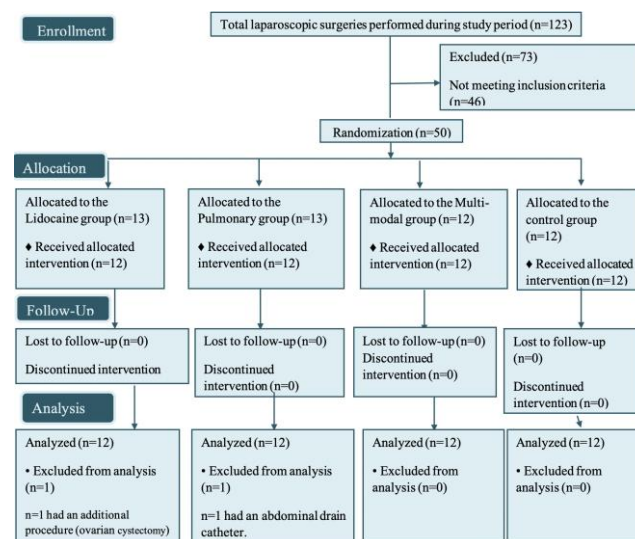 Enrollment
Total laparoscopic surgeries performed during study period (n=123)
Excluded (n=73)
Not meeting inclusion criteria
(n=46)
Randomization (n=50)
Allocation
Allocated to the
Lidocaine group (n=13)
♦ Received allocated
intervention (n=12)
Allocated to the
Pulmonary group (n=13)
♦ Received allocated
intervention (n=12)
Allocated to the Multi-
modal group (n=12)
♦ Received allocated
intervention (n=12)
Allocated to the
control group
(n=12)
♦ Received allocated
intervention (n=12)
Follow-Up
Lost to follow-up (n=0)
Discontinued intervention
Lost to follow-up (n=0)
Discontinued
intervention (n=0)
Lost to follow-up (n=0)
Discontinued
intervention (n=0)
Lost to follow-up
(n=0)
Discontinued
intervention (n=0)
Analysis
Analyzed (n=12)
• Excluded from analysis
(n=1)
n=1 had an additional
procedure (ovarian cystectomy)
Analyzed (n=12)
• Excluded from analysis
(n=1)
n=1 had an abdominal drain
catheter.
Analyzed (n=12)
• Excluded from
analysis (n=0)
Analyzed (n=12)
• Excluded from
analysis (n=0)